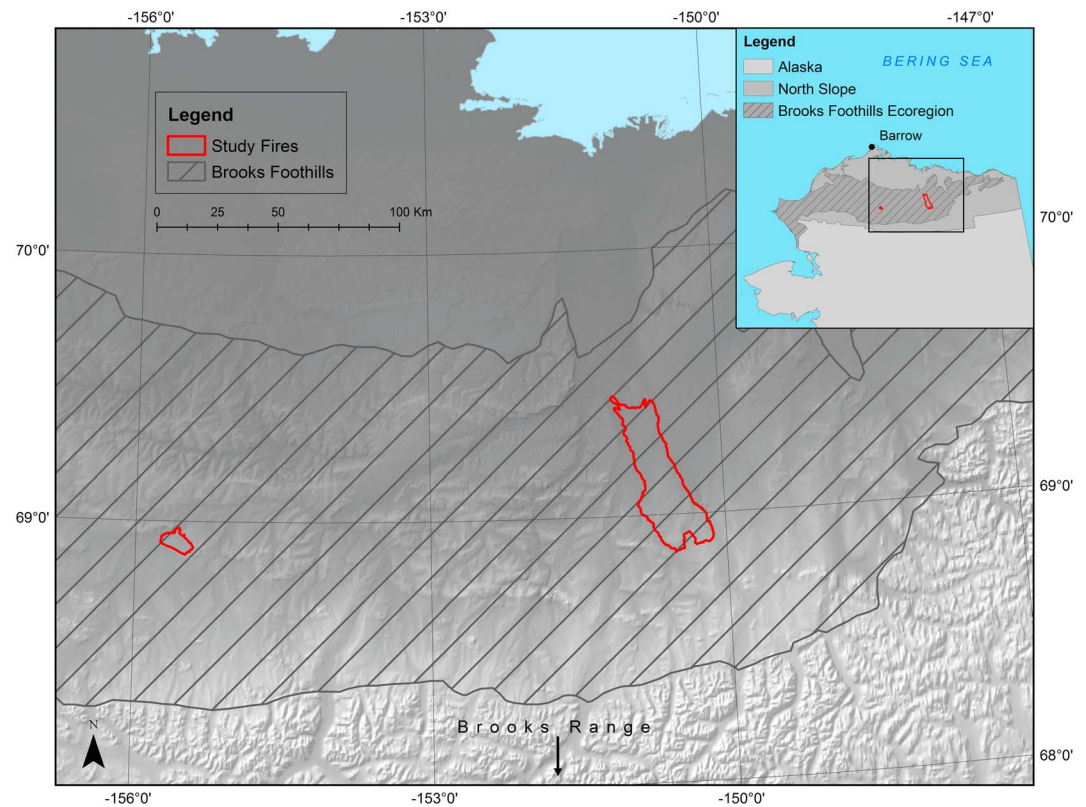 -156°0'
-153°0'
-150°0'
-147°0'
Legend
Study Fires
Brooks Foothills
0 25 50 100 Km
Legend
Alaska
North Slope
Brooks Foothills Ecoregion
BERING SEA
Barrow
70°0'
70°0'
69°0'
69°0'
68°0'
N
Brooks Range
-156°0'
-153°0'
-150°0'